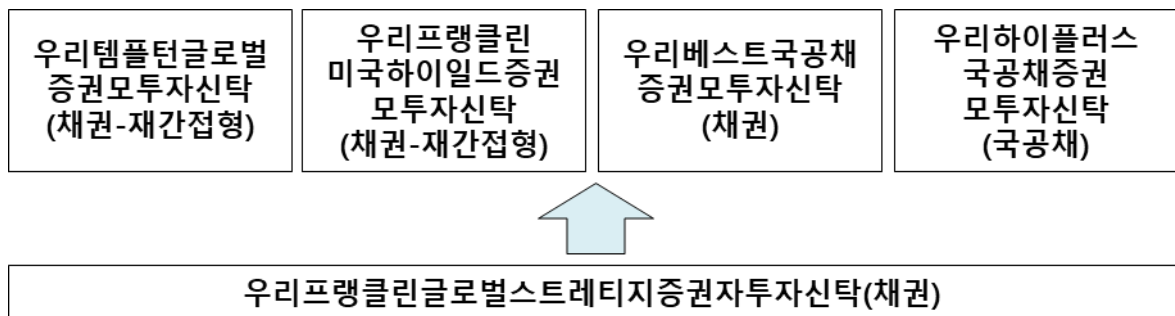 우리템플턴글로벌
증권모투자신탁
(채권-재간접형)
우리프랭클린
미국하이일드증권
모투자신탁
(채권-재간접형)
우리베스트국공채
증권모투자신탁
(채권)
우리하이플러스
국공채증권
모투자신탁
(국공채)
우리프랭클린글로벌스트레티지증권자투자신탁(채권)